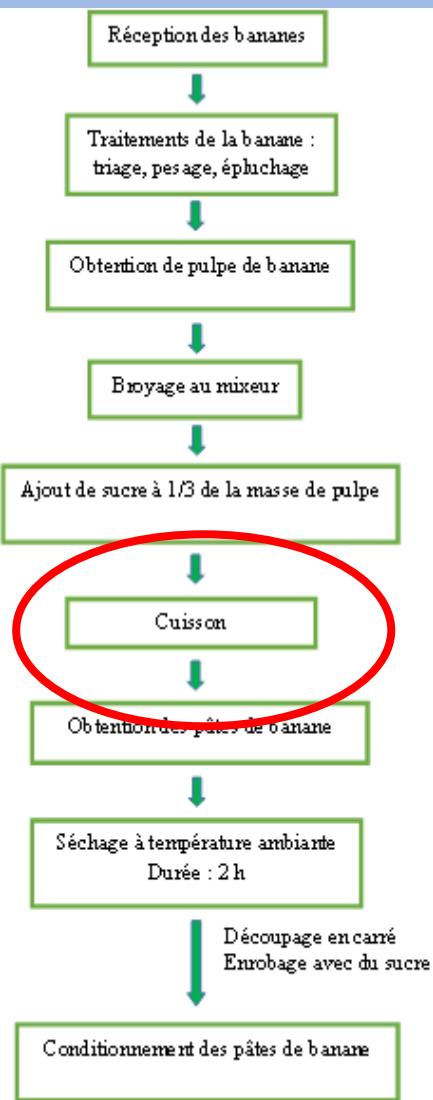 Réception des bananes
Traitements de la banane :
triage, pesage, épluchage
Obtention de pulpe de banane
Broyage au mixeur
Ajout de sucre à 1/3 de la masse de pulpe
Cuisson
Obtention des pâtes de banane
Séchage à température ambiante
Durée : 2 h
Découpage en carré
Enrobage avec du sucre
Conditionnement des pâtes de banane